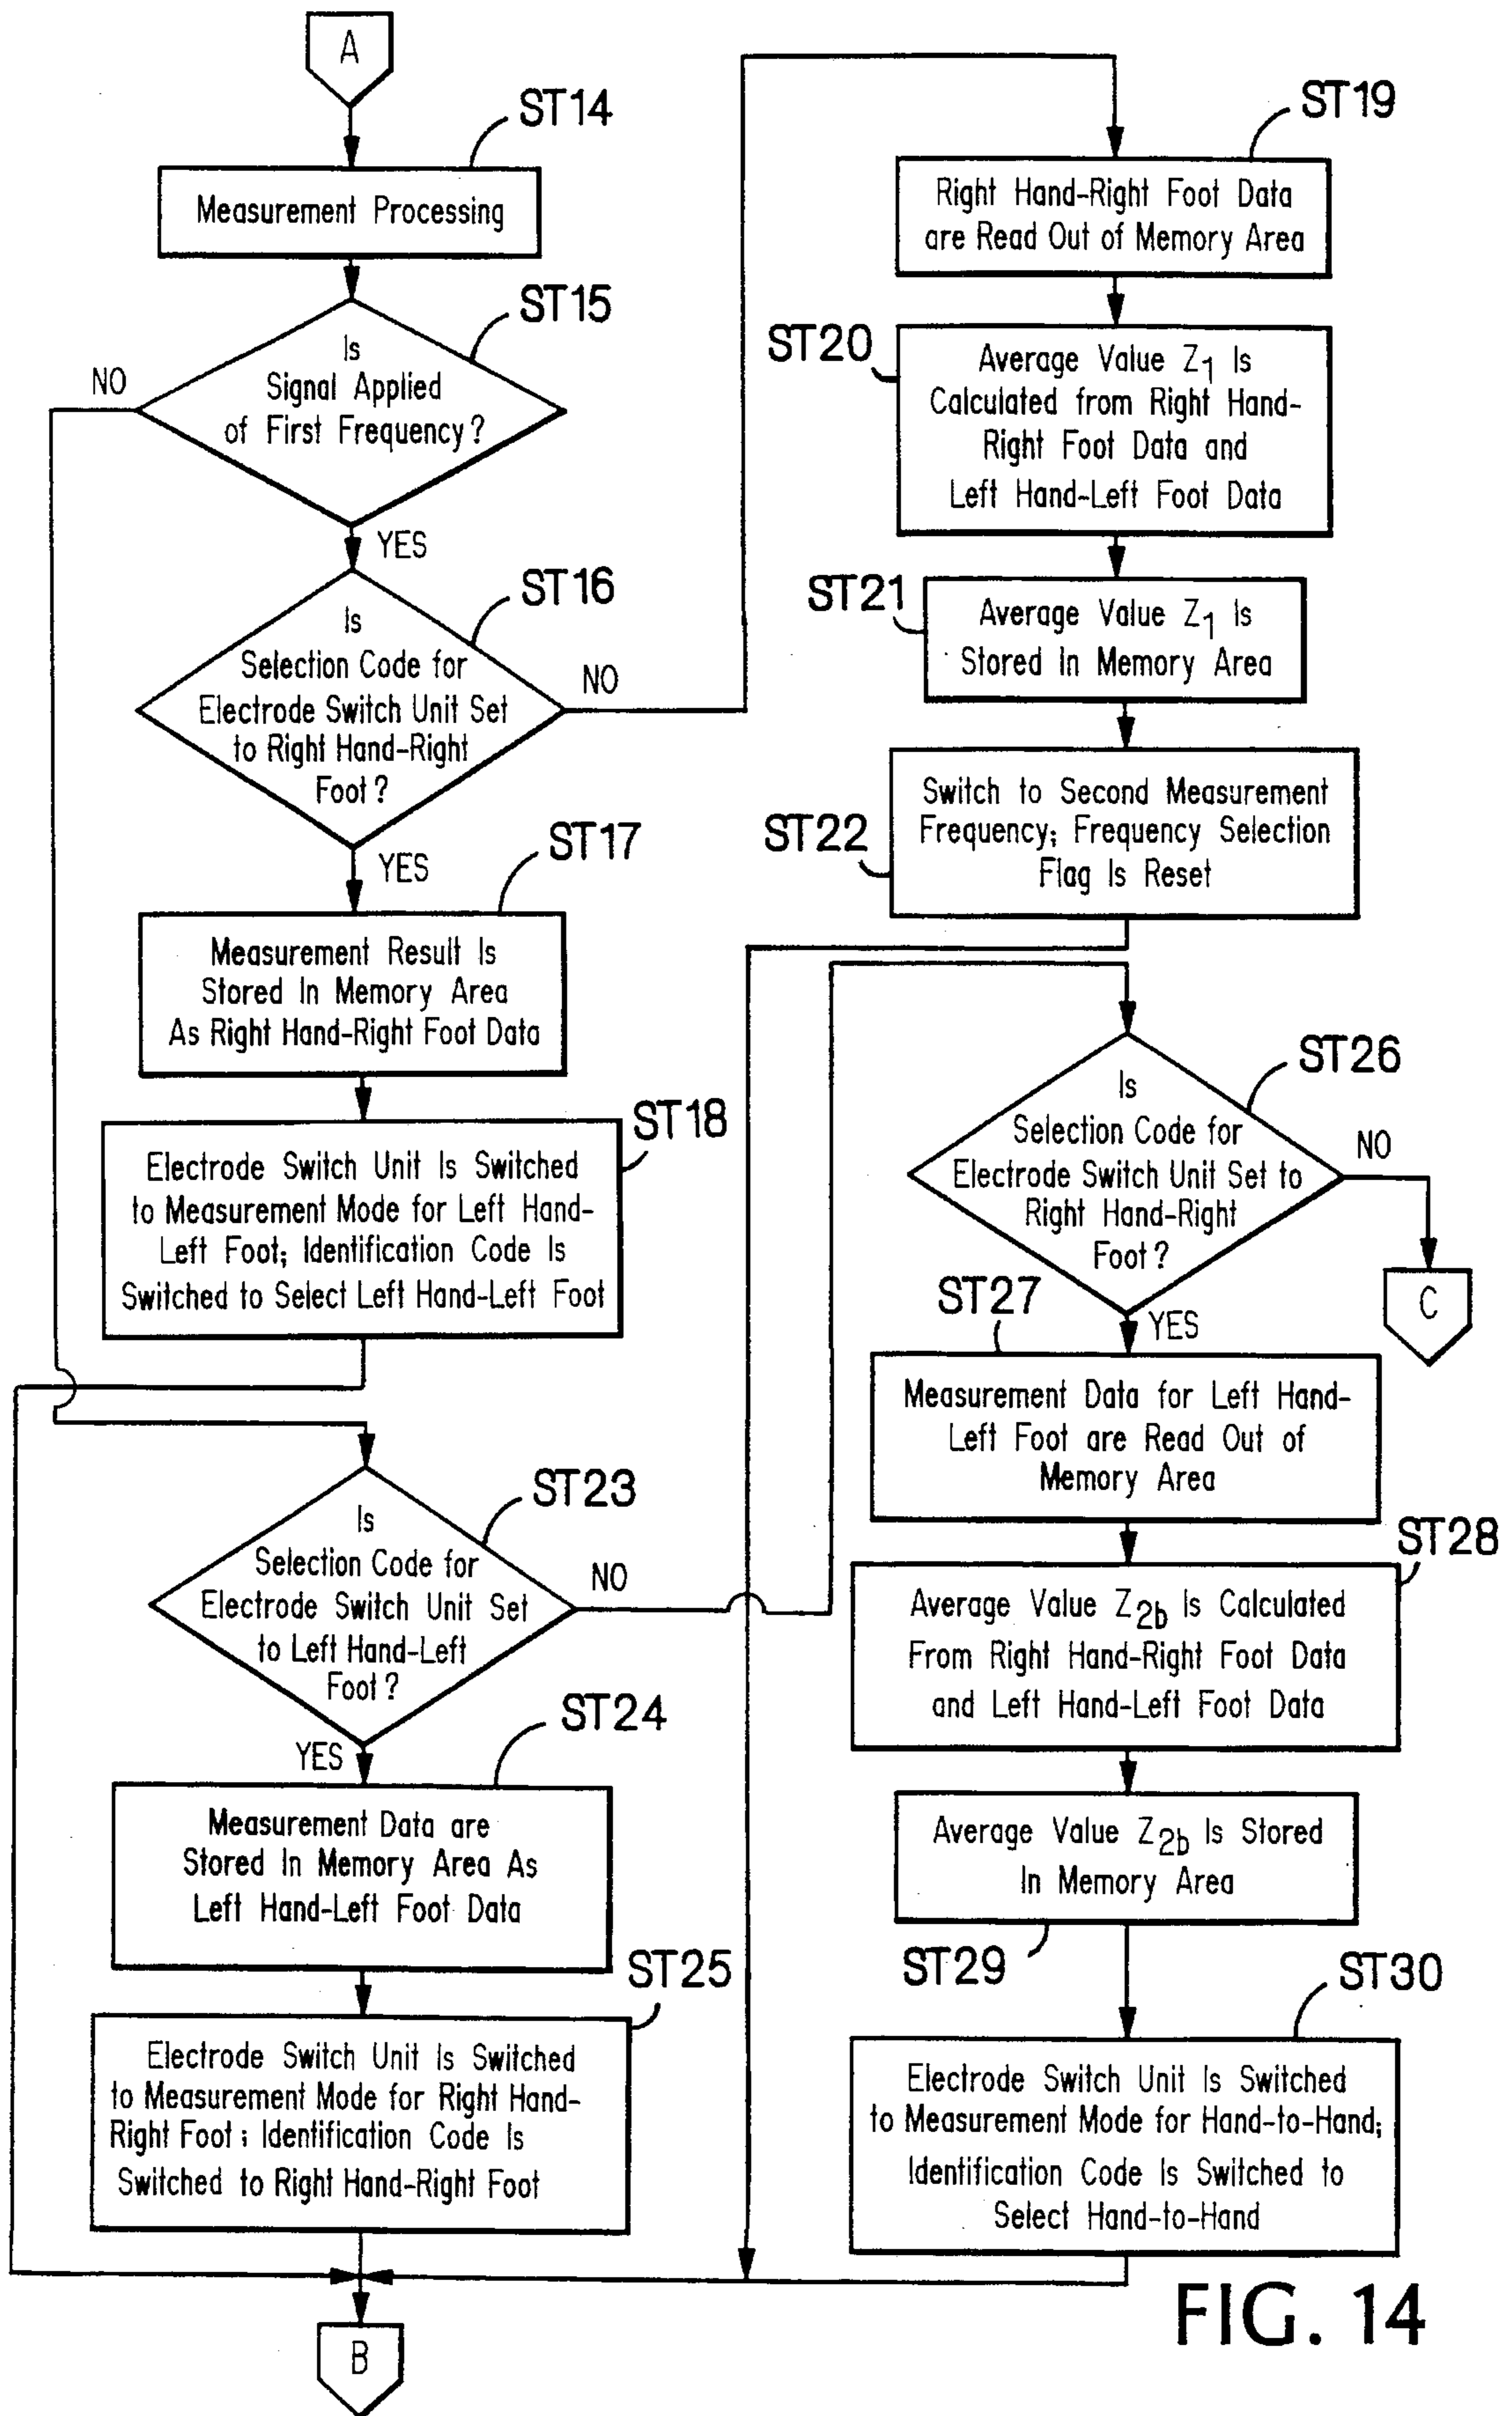 A
ST14
Measurement Processing
ST15
Is
Signal Applied
of First Frequency?
NO
YES
ST16
Is
Selection Code for
Electrode Switch Unit Set
to Right Hand-Right
Foot?
NO
YES
ST17
Measurement Result Is
Stored In Memory Area
As Right Hand-Right Foot Data
ST18
Electrode Switch Unit Is Switched
to Measurement Mode for Left Hand-
Left Foot; Identification Code Is
Switched to Select Left Hand-Left Foot
ST23
Is
Selection Code for
Electrode Switch Unit Set
to Left Hand-Left
Foot?
NO
YES
ST24
Measurement Data are
Stored In Memory Area As
Left Hand-Left Foot Data
ST25
Electrode Switch Unit Is Switched
to Measurement Mode for Right Hand-
Right Foot; Identification Code Is
Switched to Right Hand-Right Foot
B
ST19
Right Hand-Right Foot Data
are Read Out of Memory Area
ST20
Average Value Z1 Is
Calculated from Right Hand-
Right Foot Data and
Left Hand-Left Foot Data
ST21
Average Value Z1 Is
Stored In Memory Area
ST22
Switch to Second Measurement
Frequency; Frequency Selection
Flag Is Reset
ST26
Is
Selection Code for
Electrode Switch Unit Set to
Right Hand-Right
Foot?
NO
C
YES
ST27
Measurement Data for Left Hand-
Left Foot are Read Out of
Memory Area
ST28
Average Value Z2b Is Calculated
From Right Hand-Right Foot Data
and Left Hand-Left Foot Data
Average Value Z2b Is Stored
In Memory Area
ST29
ST30
Electrode Switch Unit Is Switched
to Measurement Mode for Hand-to-Hand;
Identification Code Is Switched to
Select Hand-to-Hand
FIG. 14